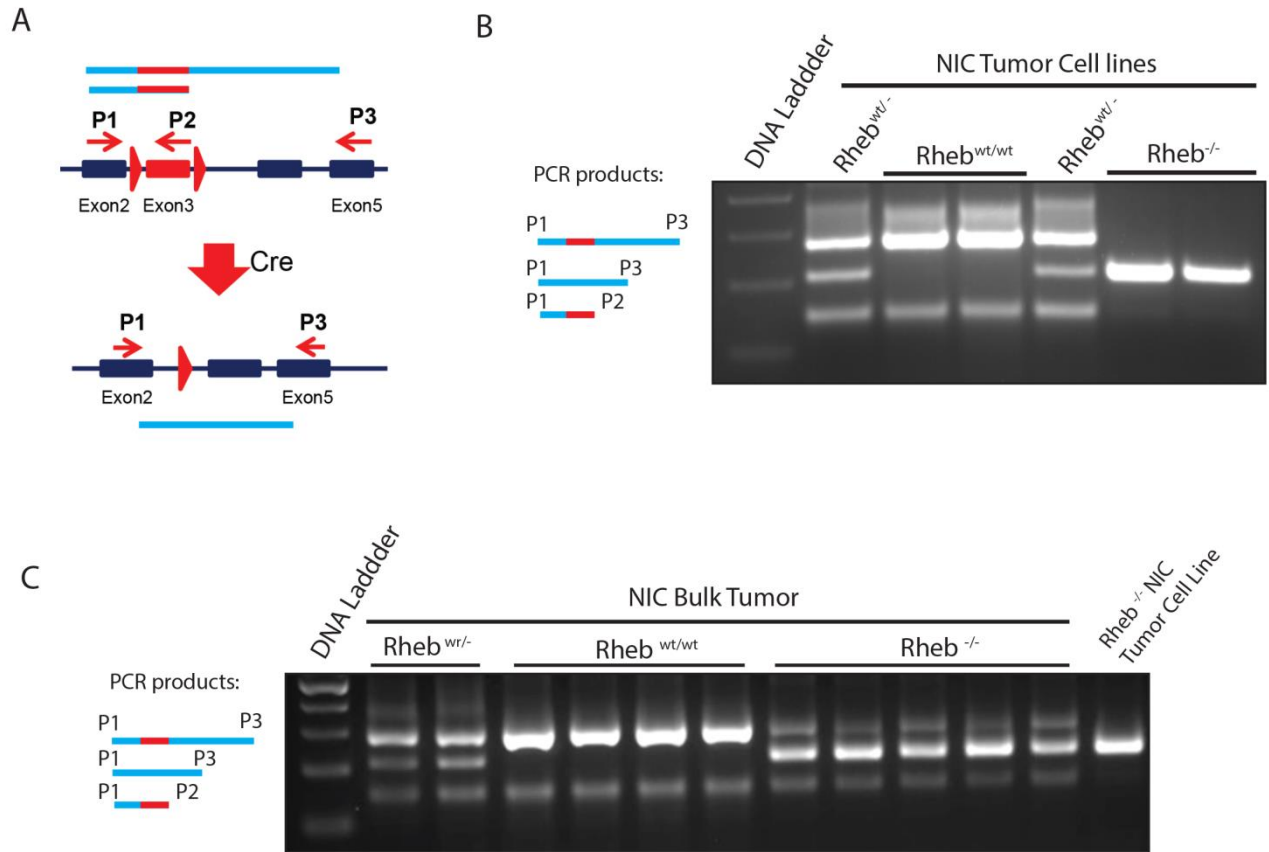 A
P1 P2 P3
Exon2 Exon3 Exon5
Cre
P1 P3
Exon2 Exon5
B
NIC Tumor Cell lines
DNA Laddder
Rheb^wt/-
Rheb^wt/wt
Rheb^wt/-
Rheb^-/-
PCR products:
P1 P3
P1 P3
P1 P2
C
NIC Bulk Tumor
DNA Laddder
Rheb^wr/-
Rheb^wt/wt
Rheb^-/-
Rheb^-/- NIC
Tumor Cell Line
PCR products:
P1 P3
P1 P3
P1 P2